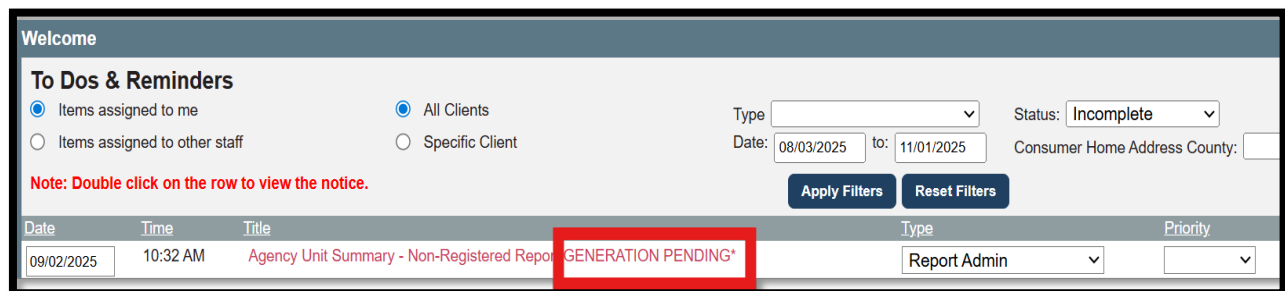 Welcome
To Dos & Reminders
Items assigned to me All Clients Type Status: Incomplete
Items assigned to other staff Specific Client Date: 08/03/2025 to: 11/01/2025 Consumer Home Address County:
Note: Double click on the row to view the notice. Apply Filters Reset Filters
Date Time Title Type Priority
09/02/2025 10:32 AM Agency Unit Summary - Non-Registered Repor GENERATION PENDING* Report Admin